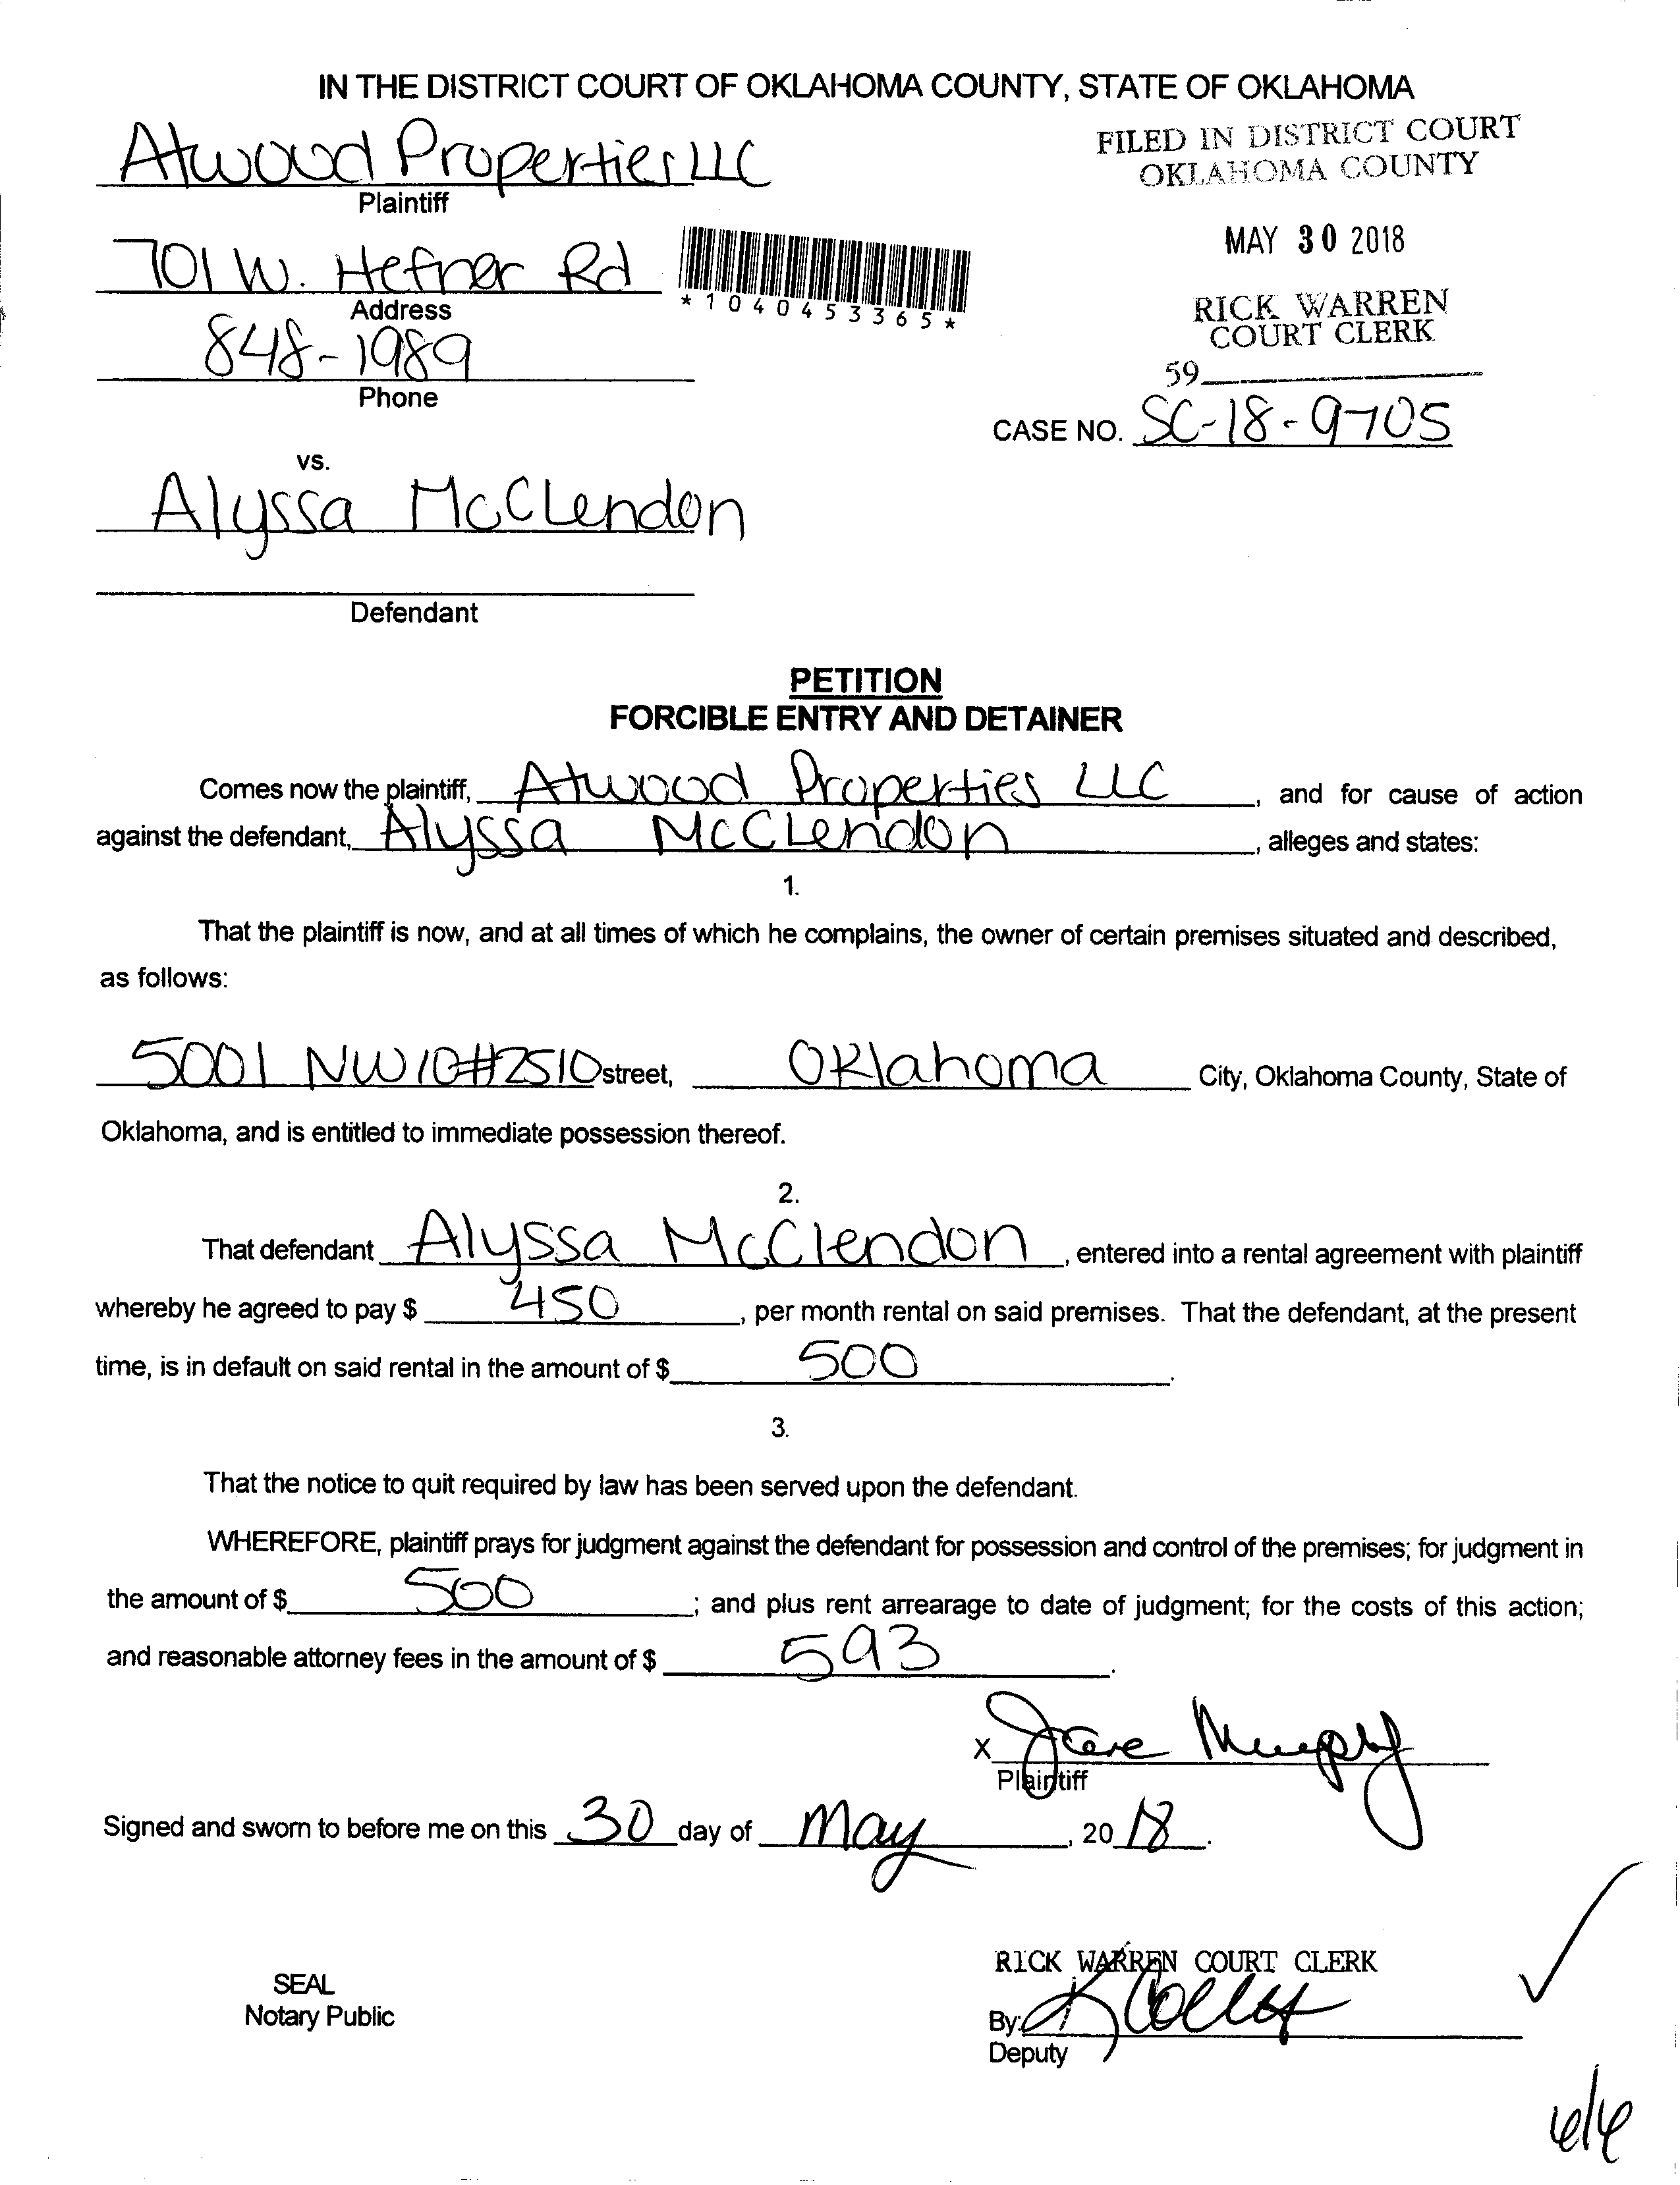 IN THE DISTRICT COURT OF OKLAHOMA COUNTY, STATE OF OKLAHOMA
Atwood Properties LLC
Plaintiff
FILED IN DISTRICT COURT
OKLAHOMA COUNTY
MAY 30 2018
RICK WARREN
COURT CLERK
59
701 W. Hefner Rd
Address
*1040453365*
848-1989
Phone
CASE NO. SC-18-9705
vs.
Alyssa McClendon
Defendant
PETITION
FORCIBLE ENTRY AND DETAINER
Comes now the plaintiff, Atwood Properties LLC, and for cause of action
against the defendant, Alyssa McClendon, alleges and states:
1.
That the plaintiff is now, and at all times of which he complains, the owner of certain premises situated and described,
as follows:
5001 NW 10 #2510 street, Oklahoma City, Oklahoma County, State of
Oklahoma, and is entitled to immediate possession thereof.
2.
That defendant Alyssa McClendon, entered into a rental agreement with plaintiff
whereby he agreed to pay $ 450, per month rental on said premises. That the defendant, at the present
time, is in default on said rental in the amount of $ 500.
3.
That the notice to quit required by law has been served upon the defendant.
WHEREFORE, plaintiff prays for judgment against the defendant for possession and control of the premises; for judgment in
the amount of $ 500; and plus rent arrearage to date of judgment; for the costs of this action;
and reasonable attorney fees in the amount of $ 593.
X Murphy
Plaintiff
Signed and sworn to before me on this 30 day of May, 2018.
SEAL
Notary Public
RICK WARREN COURT CLERK
By: K
Deputy
6/6